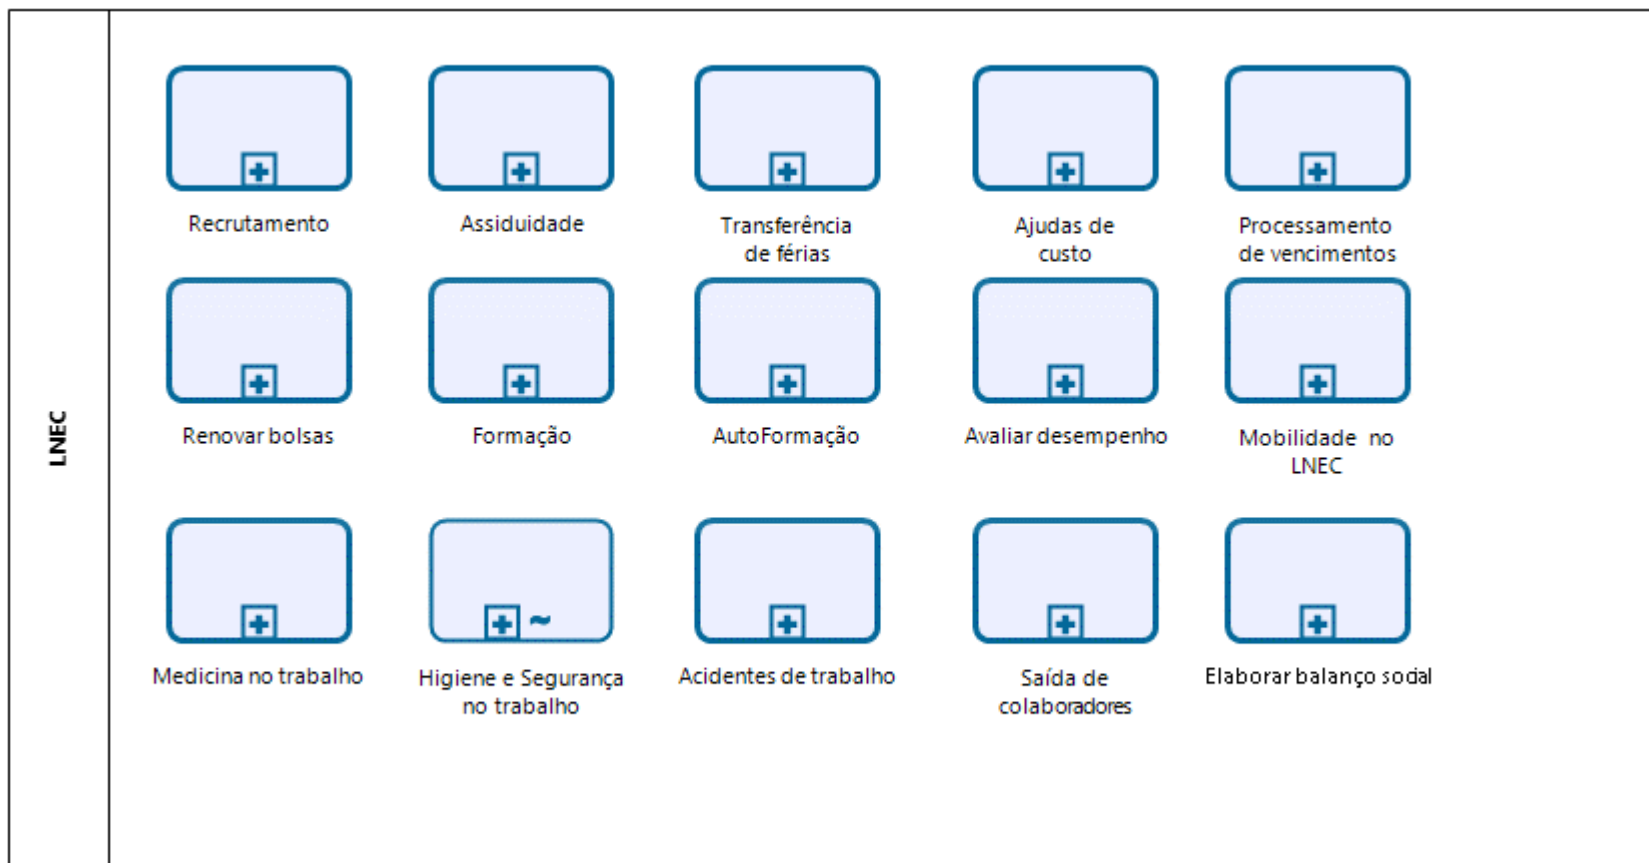 LNEC
Recrutamento
Assiduidade
Transferência
de férias
Ajudas de
custo
Processamento
de vencimentos
Renovar bolsas
Formação
AutoFormação
Avaliar desempenho
Mobilidade no
LNEC
Medicina no trabalho
Higiene e Segurança
no trabalho
Acidentes de trabalho
Saída de
colaboradores
Elaborar balanço social